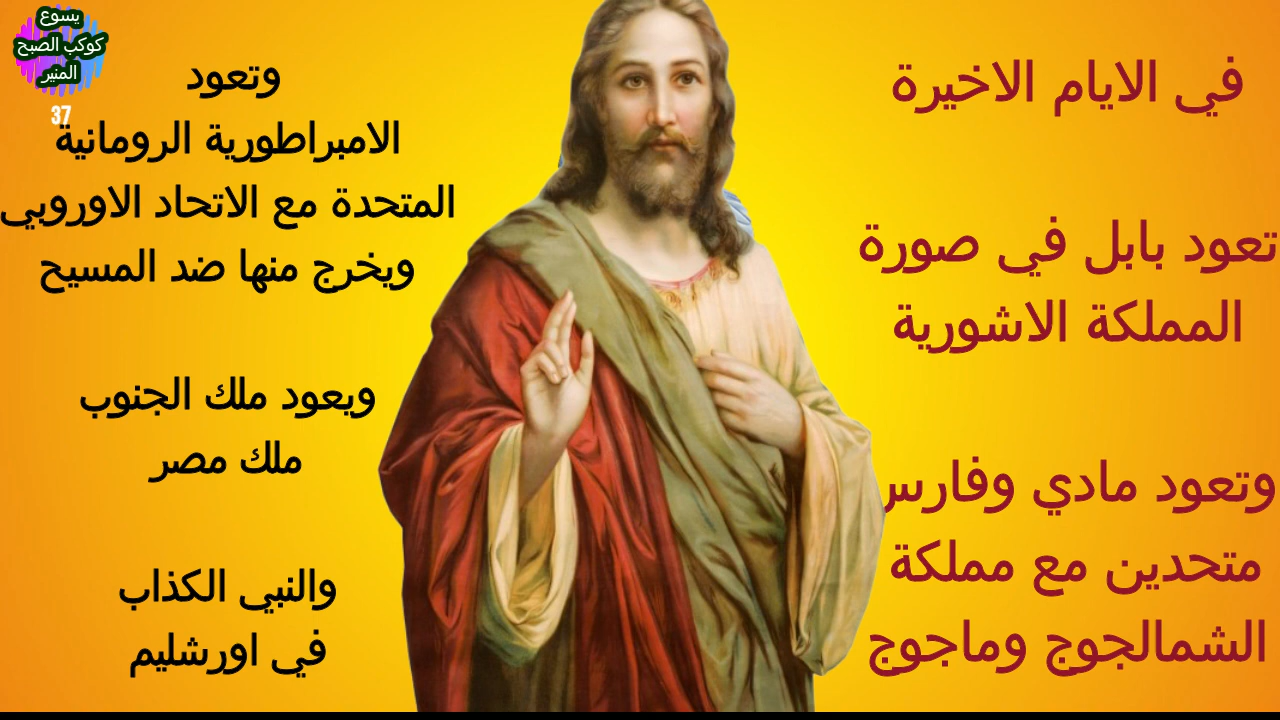 في الايام الاخيرة
تعود بابل في صورة
المملكة الاشورية
وتعود مادي وفارس
متحدين مع مملكة
الشمالجوج وماجوج
يسوع
كوكب الصبح
المنير
37
وتعود
الامبراطورية الرومانية
المتحدة مع الاتحاد الاوروبي
ويخرج منها ضد المسيح
ويعود ملك الجنوب
ملك مصر
والنبي الكذاب
في اورشليم